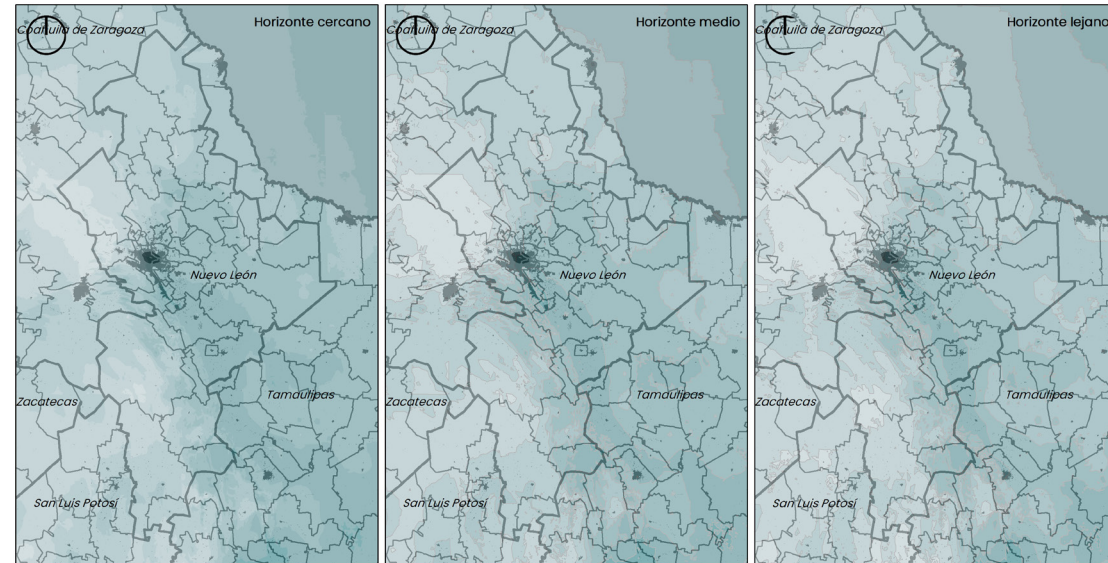 Horizonte cercano
Coahuila de Zaragoza
Nuevo León
Tamaulipas
Zacatecas
San Luis Potosí
Horizonte medio
Coahuila de Zaragoza
Nuevo León
Tamaulipas
Zacatecas
San Luis Potosí
Horizonte lejano
Coahuila de Zaragoza
Nuevo León
Tamaulipas
Zacatecas
San Luis Potosí